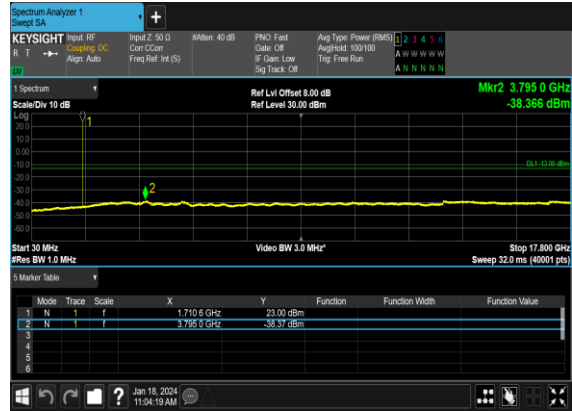 Spectrum Analyzer 1
Swept SA
KEYSIGHT Input: RF Input Z: 50 Ω #Atten: 40 dB PNO: Fast Avg Type: Power (RMS) 1 2 3 4 5 6
R T Coupling: DC Corr CCorr Gate: Off Avg|Hold: 100/100 A W W W W W
Align: Auto Freq Ref: Int (S) IF Gain: Low Trig: Free Run
Sig Track: Off A N N N N N
1 Spectrum Ref Lvl Offset 8.00 dB Mkr2 3.795 0 GHz
Scale/Div 10 dB Ref Level 30.00 dBm -38.366 dBm
Log
1
20.0
10.0
0.00
-10.0 DL1 -13.00 dBm
-20.0
-30.0 2
-40.0
-50.0
-60.0
Start 30 MHz Video BW 3.0 MHz* Stop 17.800 GHz
#Res BW 1.0 MHz Sweep 32.0 ms (40001 pts)
5 Marker Table
Mode Trace Scale X Y Function Function Width Function Value
1 N 1 f 1.710 6 GHz 23.00 dBm
2 N 1 f 3.795 0 GHz -38.37 dBm
3
4
5
6
? Jan 18, 2024
11:04:19 AM